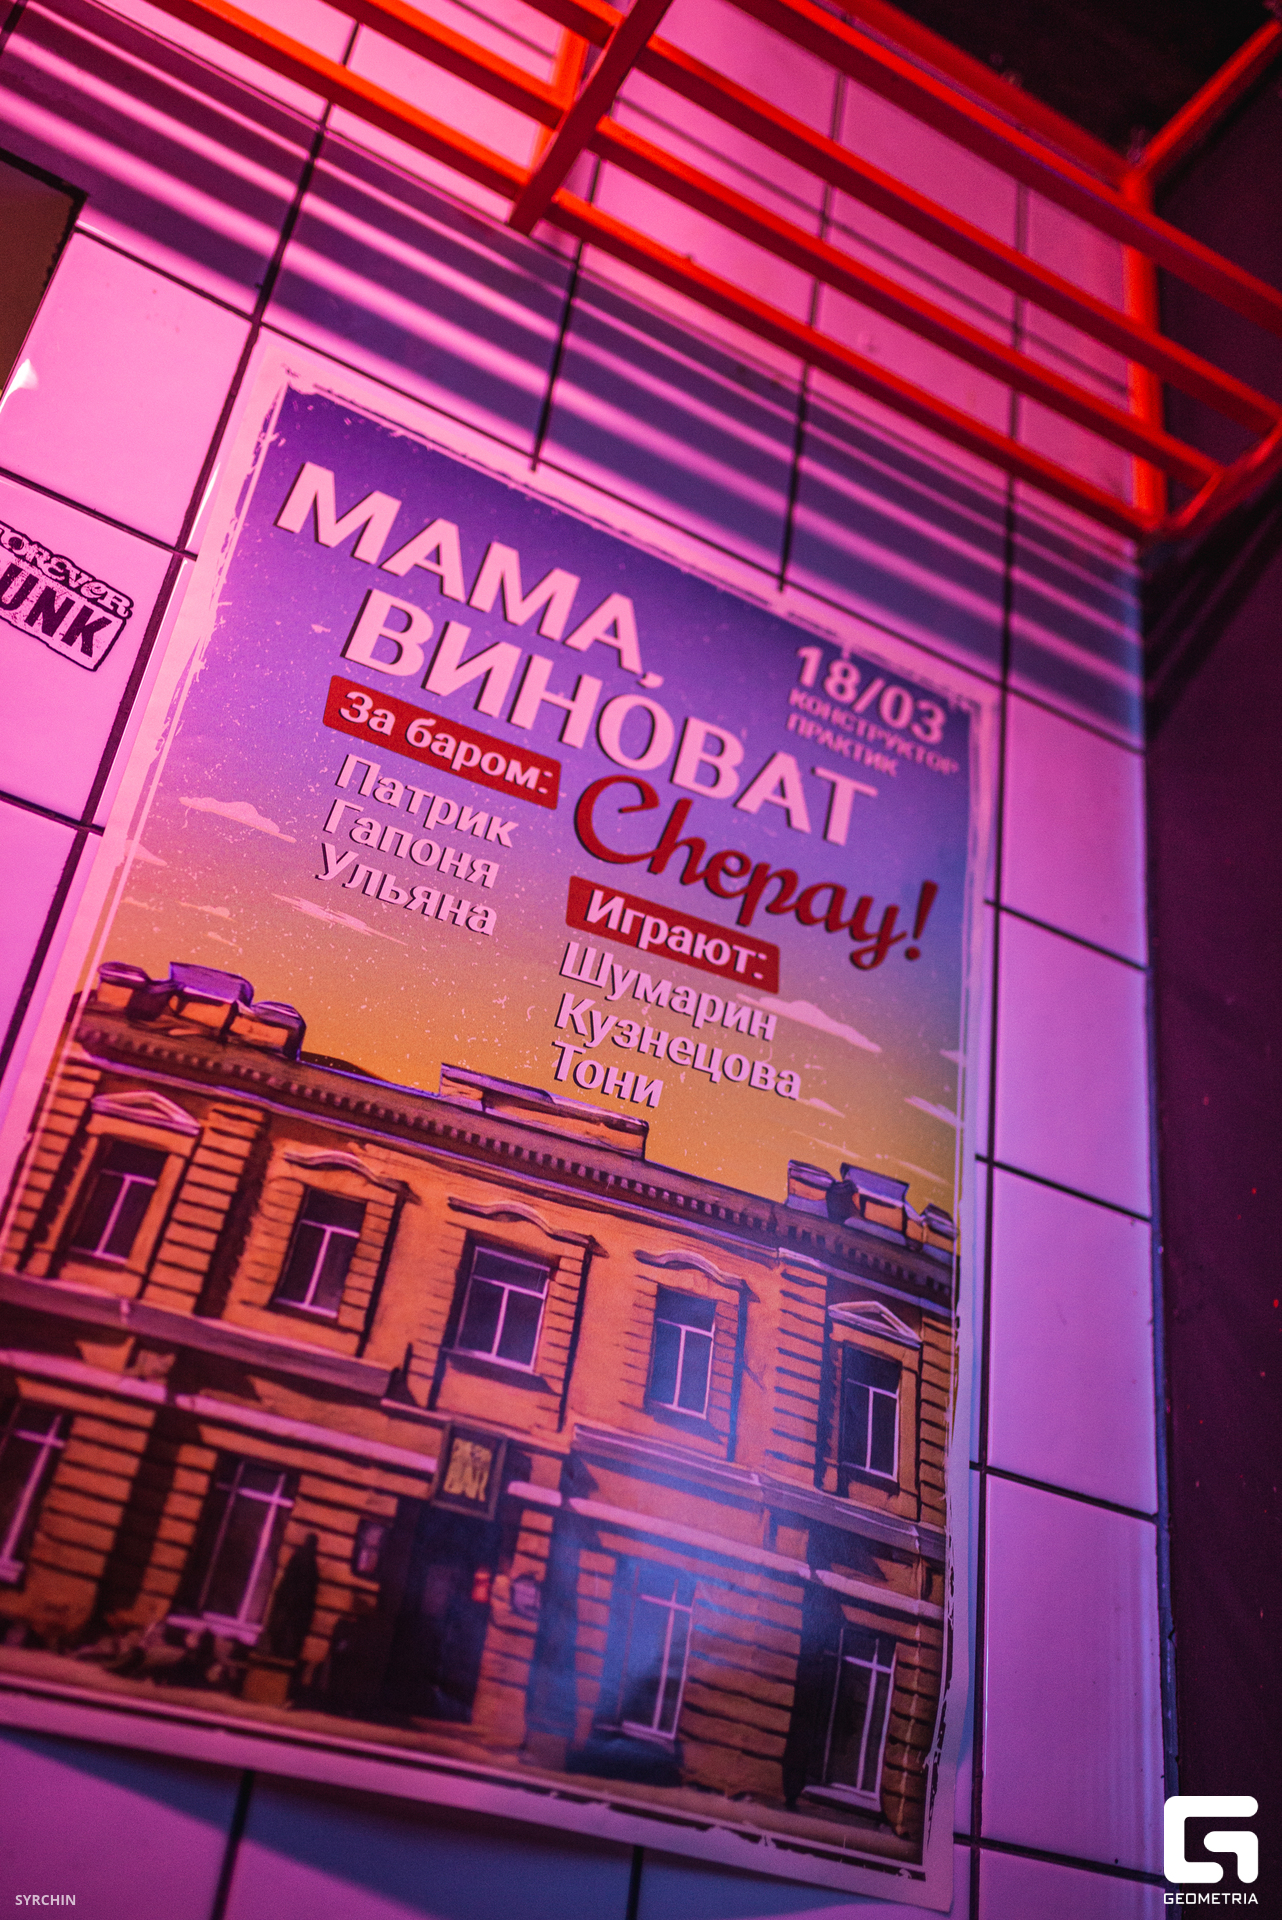 МАМА,
ВИНОВАТ
18/03
КОНСТРУКТОР
ПРАКТИК
Chepay!
За баром:
Патрик
Гапоня
Ульяна
Играют:
Шумарин
Кузнецова
Тони
FOREVER
PUNK
SYRCHIN
GEOMETRIA